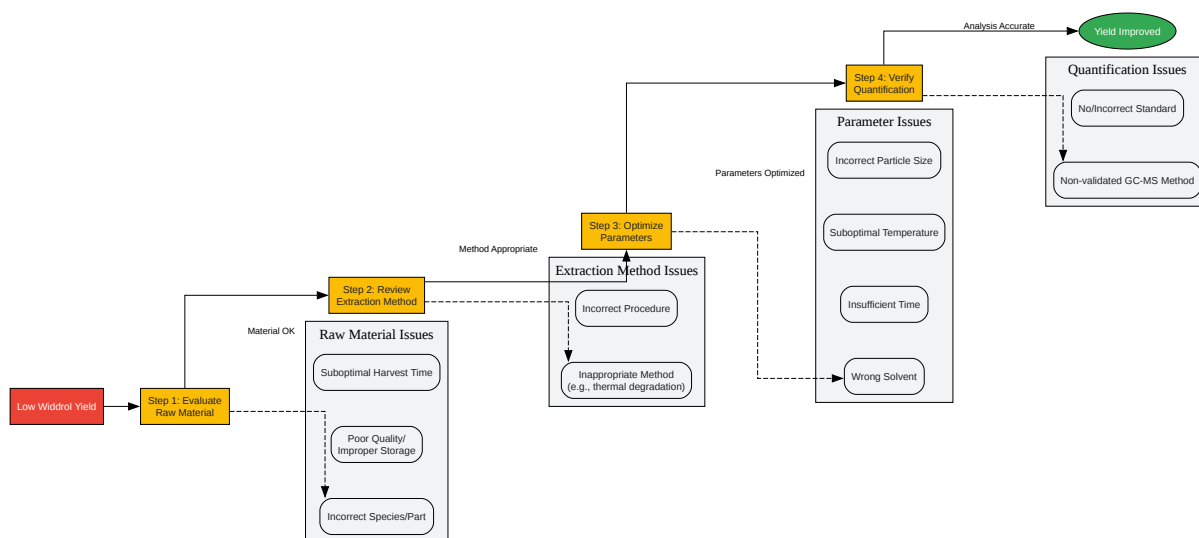 Low Widdrol Yield
Step 1: Evaluate
Raw Material
Material OK
Raw Material Issues
Suboptimal Harvest Time
Poor Quality/
Improper Storage
Incorrect Species/Part
Step 2: Review
Extraction Method
Method Appropriate
Extraction Method Issues
Incorrect Procedure
Inappropriate Method
(e.g., thermal degradation)
Step 3: Optimize
Parameters
Parameters Optimized
Parameter Issues
Incorrect Particle Size
Suboptimal Temperature
Insufficient Time
Wrong Solvent
Step 4: Verify
Quantification
Analysis Accurate
Quantification Issues
No/Incorrect Standard
Non-validated GC-MS Method
Yield Improved